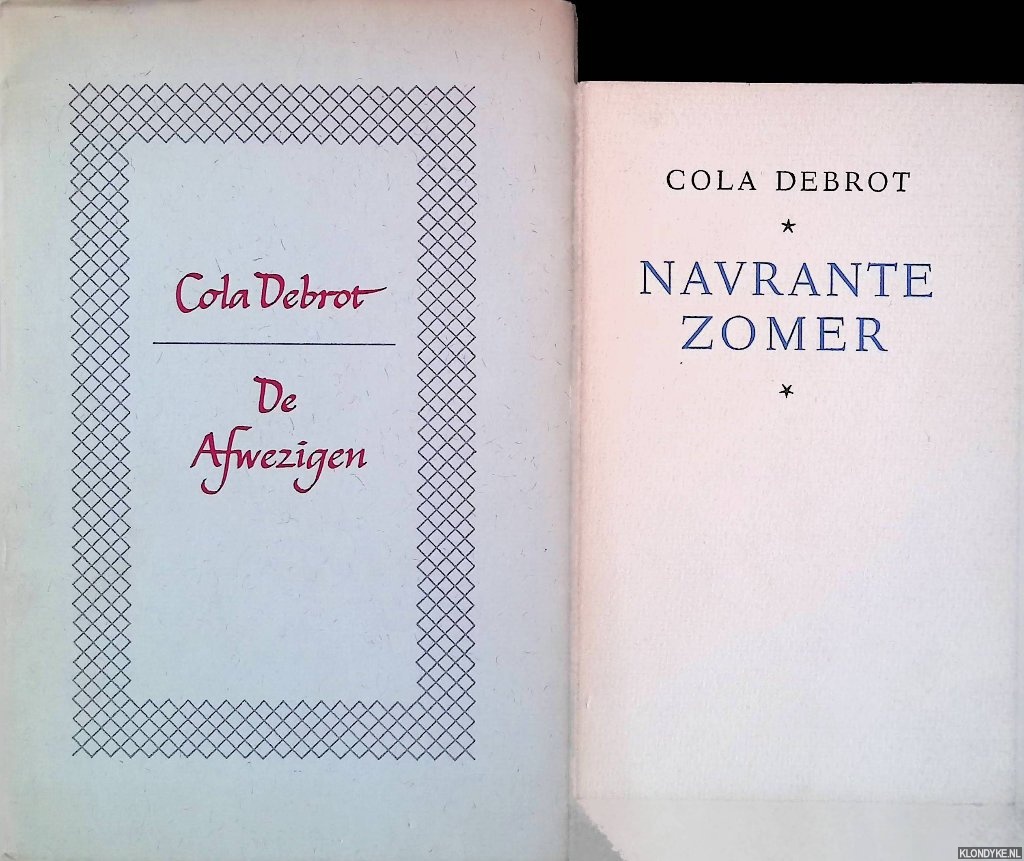 Cola Debrot
De
Afwezigen
COLA DEBROT
*
NAVRANTE
ZOMER
*
KLONDYKE.NL